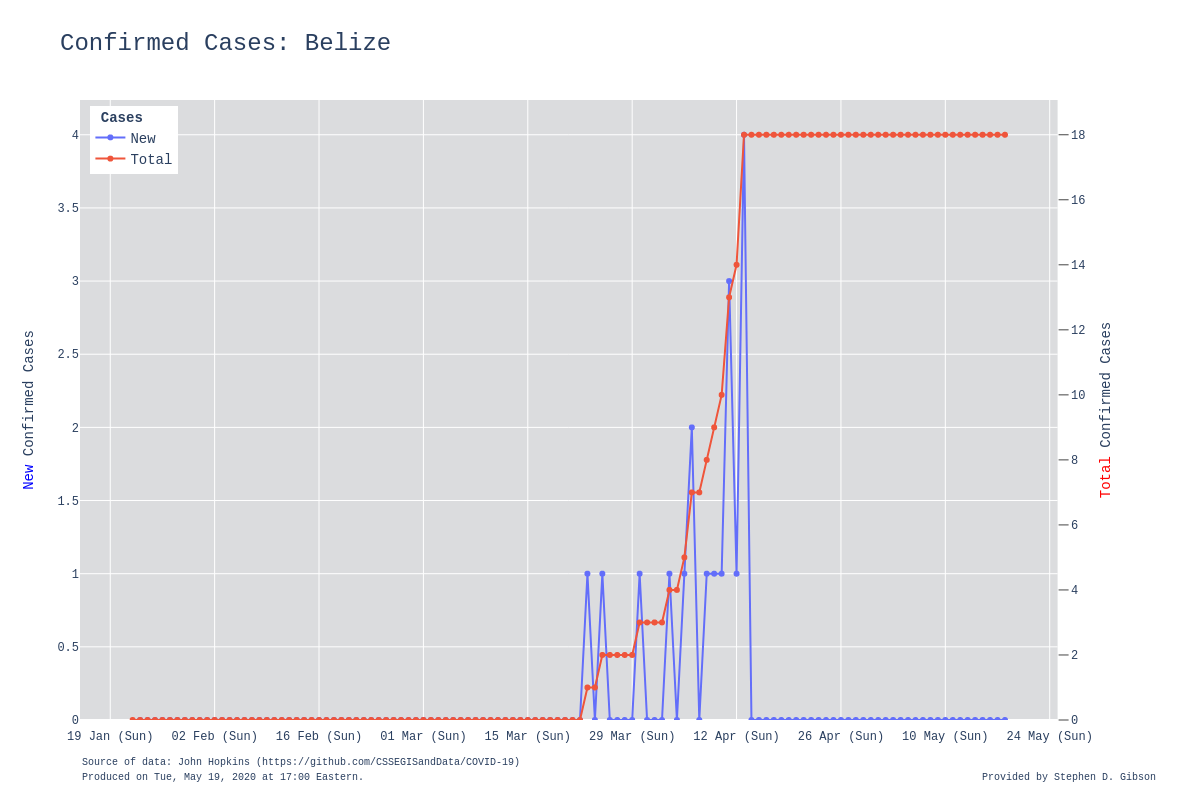 Confirmed Cases: Belize
Cases
New
Total
4
3.5
3
2.5
2
1.5
1
0.5
0
18
16
14
12
10
8
6
4
2
0
New Confirmed Cases
Total Confirmed Cases
19 Jan (Sun) 02 Feb (Sun) 16 Feb (Sun) 01 Mar (Sun) 15 Mar (Sun) 29 Mar (Sun) 12 Apr (Sun) 26 Apr (Sun) 10 May (Sun) 24 May (Sun)
Source of data: John Hopkins (https://github.com/CSSEGISandData/COVID-19)
Produced on Tue, May 19, 2020 at 17:00 Eastern.
Provided by Stephen D. Gibson